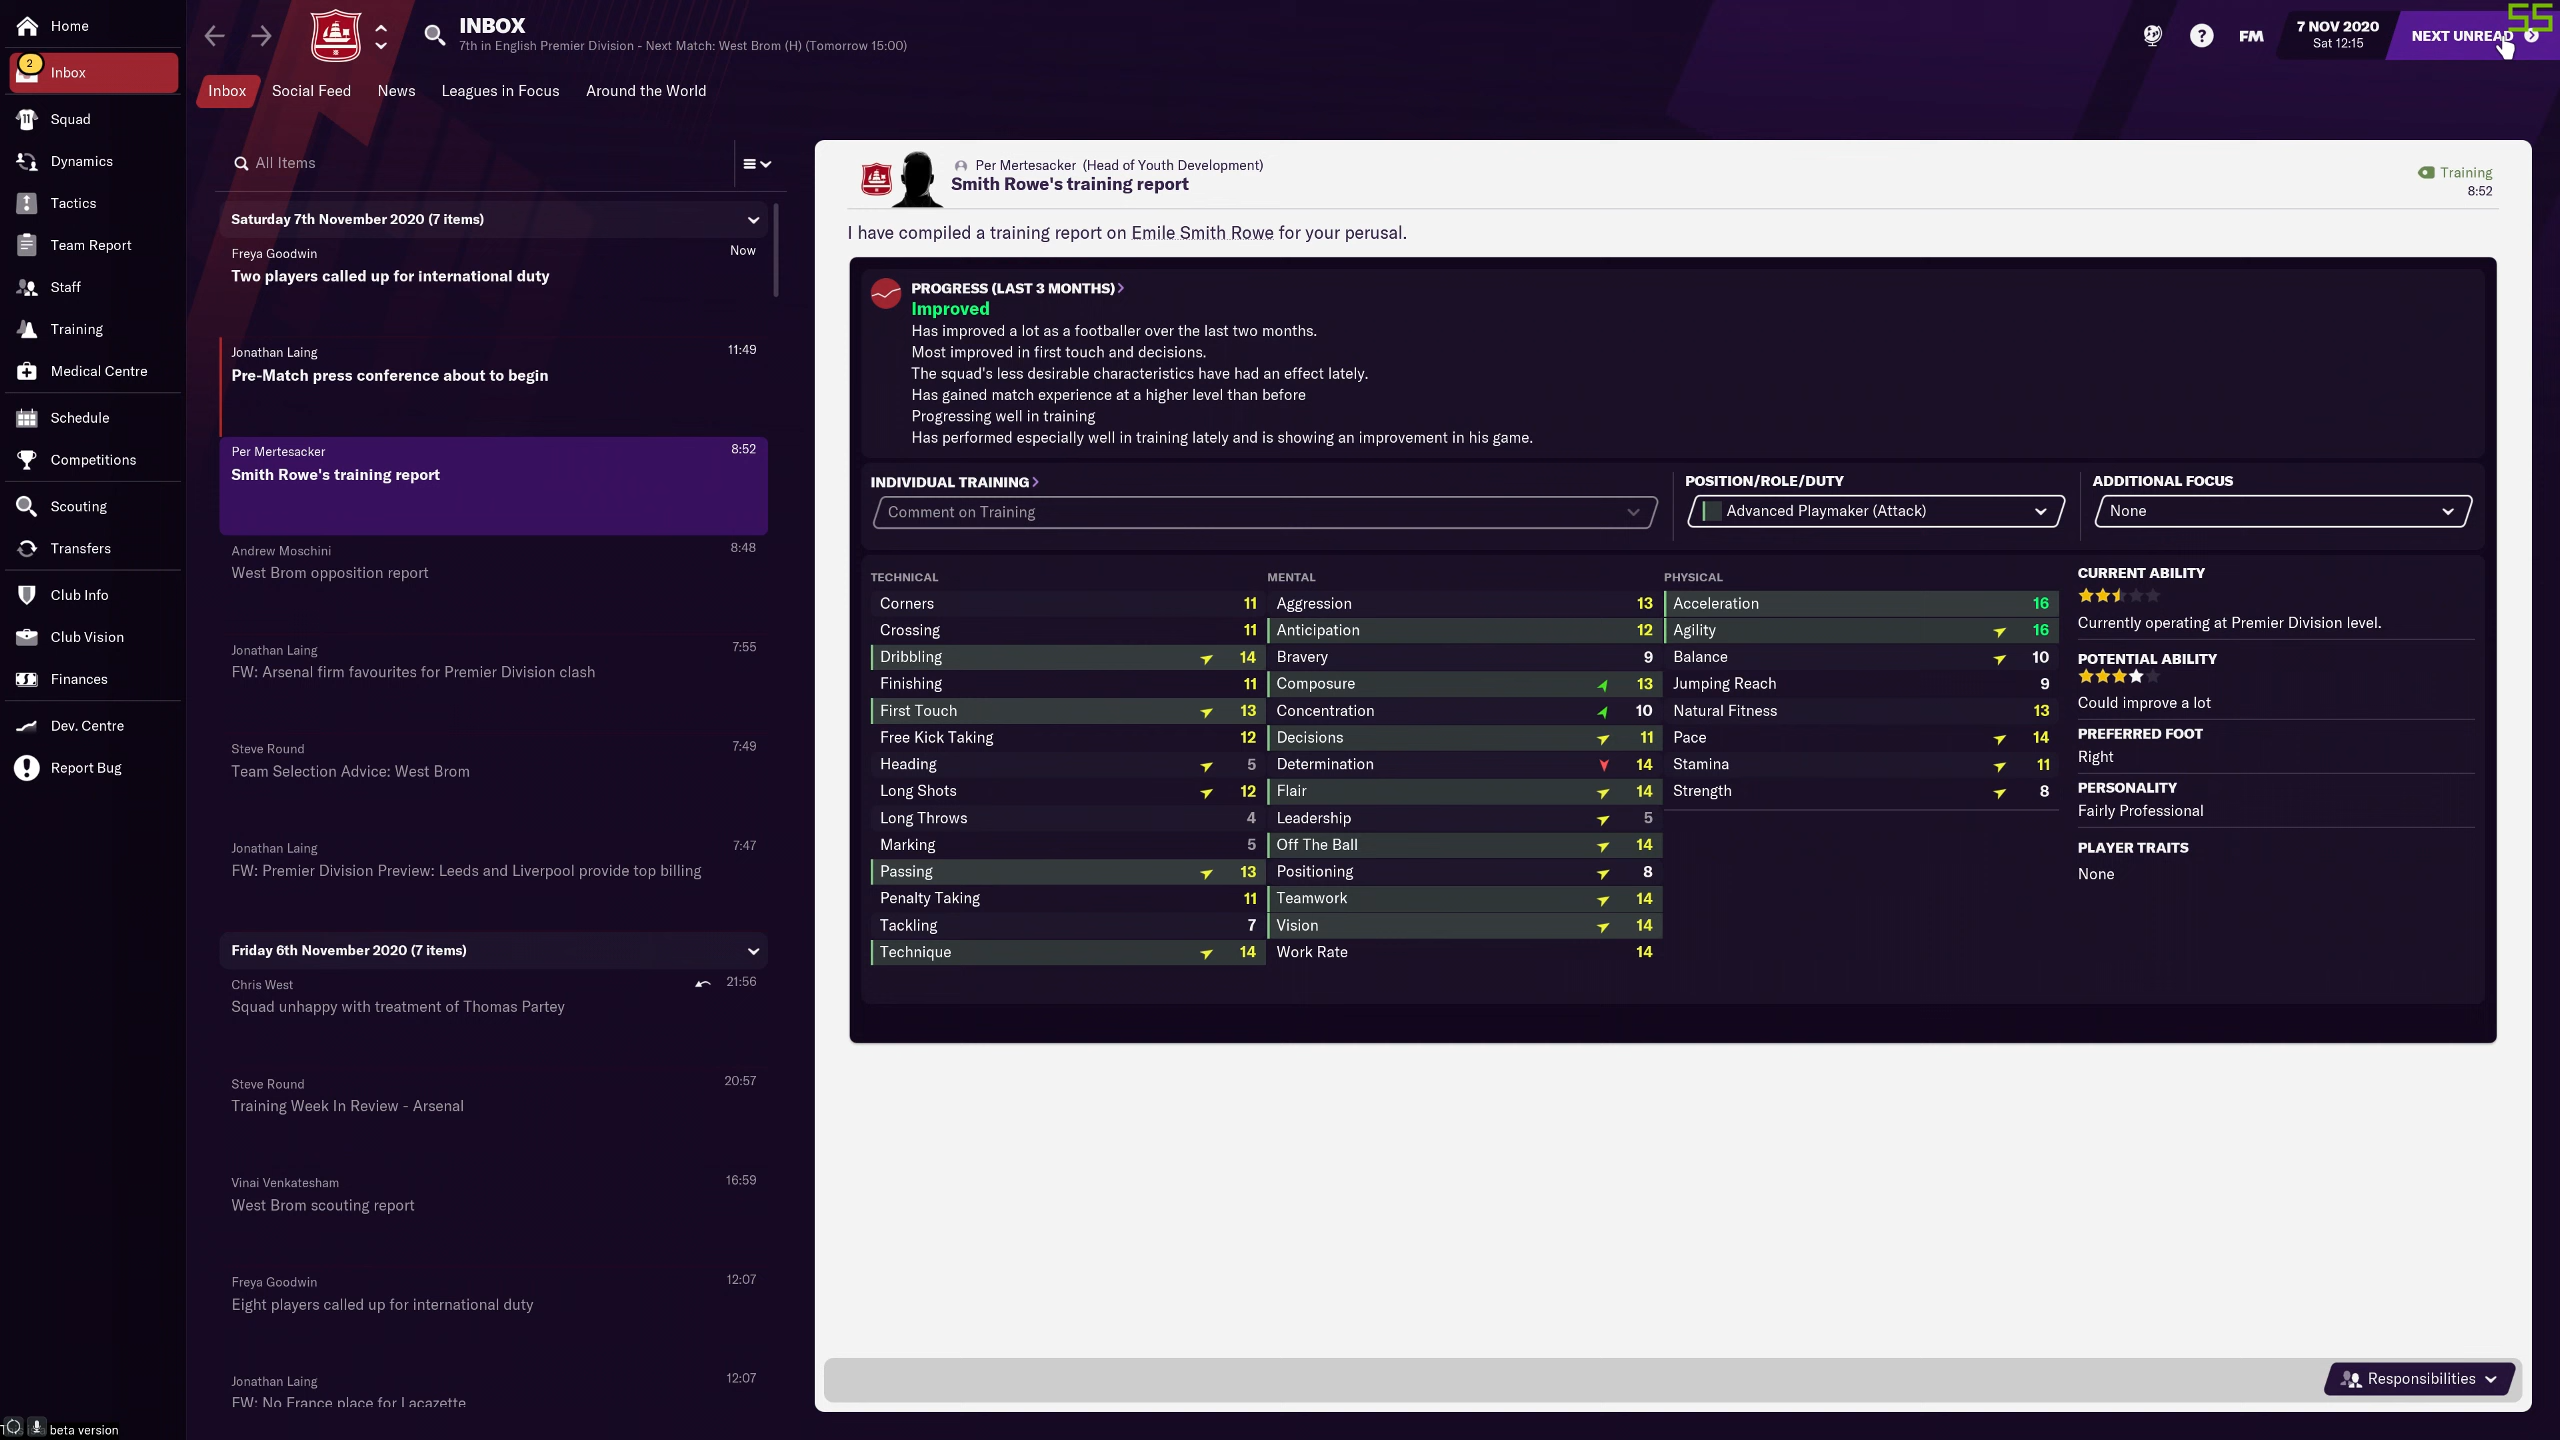 Home
2
Inbox
Squad
Dynamics
Tactics
Team Report
Staff
Training
Medical Centre
Schedule
Competitions
Scouting
Transfers
Club Info
Club Vision
Finances
Dev. Centre
Report Bug
beta version
INBOX
7th in English Premier Division - Next Match: West Brom (H) (Tomorrow 15:00)
FM
7 NOV 2020
Sat 12:15
NEXT UNREAD
55
Inbox Social Feed News Leagues in Focus Around the World
All Items
Saturday 7th November 2020 (7 items)
Freya Goodwin Now
Two players called up for international duty
Jonathan Laing 11:49
Pre-Match press conference about to begin
Per Mertesacker 8:52
Smith Rowe's training report
Andrew Moschini 8:48
West Brom opposition report
Jonathan Laing 7:55
FW: Arsenal firm favourites for Premier Division clash
Steve Round 7:49
Team Selection Advice: West Brom
Jonathan Laing 7:47
FW: Premier Division Preview: Leeds and Liverpool provide top billing
Friday 6th November 2020 (7 items)
Chris West 21:56
Squad unhappy with treatment of Thomas Partey
Steve Round 20:57
Training Week In Review - Arsenal
Vinai Venkatesham 16:59
West Brom scouting report
Freya Goodwin 12:07
Eight players called up for international duty
Jonathan Laing 12:07
FW: No France place for Lacazette
Per Mertesacker (Head of Youth Development)
Smith Rowe's training report
Training
8:52
I have compiled a training report on Emile Smith Rowe for your perusal.
PROGRESS (LAST 3 MONTHS)
Improved
Has improved a lot as a footballer over the last two months.
Most improved in first touch and decisions.
The squad's less desirable characteristics have had an effect lately.
Has gained match experience at a higher level than before
Progressing well in training
Has performed especially well in training lately and is showing an improvement in his game.
INDIVIDUAL TRAINING
Comment on Training
POSITION/ROLE/DUTY
Advanced Playmaker (Attack)
ADDITIONAL FOCUS
None
TECHNICAL
Corners 11
Crossing 11
Dribbling 14
Finishing 11
First Touch 13
Free Kick Taking 12
Heading 5
Long Shots 12
Long Throws 4
Marking 5
Passing 13
Penalty Taking 11
Tackling 7
Technique 14
MENTAL
Aggression 13
Anticipation 12
Bravery 9
Composure 13
Concentration 10
Decisions 11
Determination 14
Flair 14
Leadership 5
Off The Ball 14
Positioning 8
Teamwork 14
Vision 14
Work Rate 14
PHYSICAL
Acceleration 16
Agility 16
Balance 10
Jumping Reach 9
Natural Fitness 13
Pace 14
Stamina 11
Strength 8
CURRENT ABILITY
Currently operating at Premier Division level.
POTENTIAL ABILITY
Could improve a lot
PREFERRED FOOT
Right
PERSONALITY
Fairly Professional
PLAYER TRAITS
None
Responsibilities